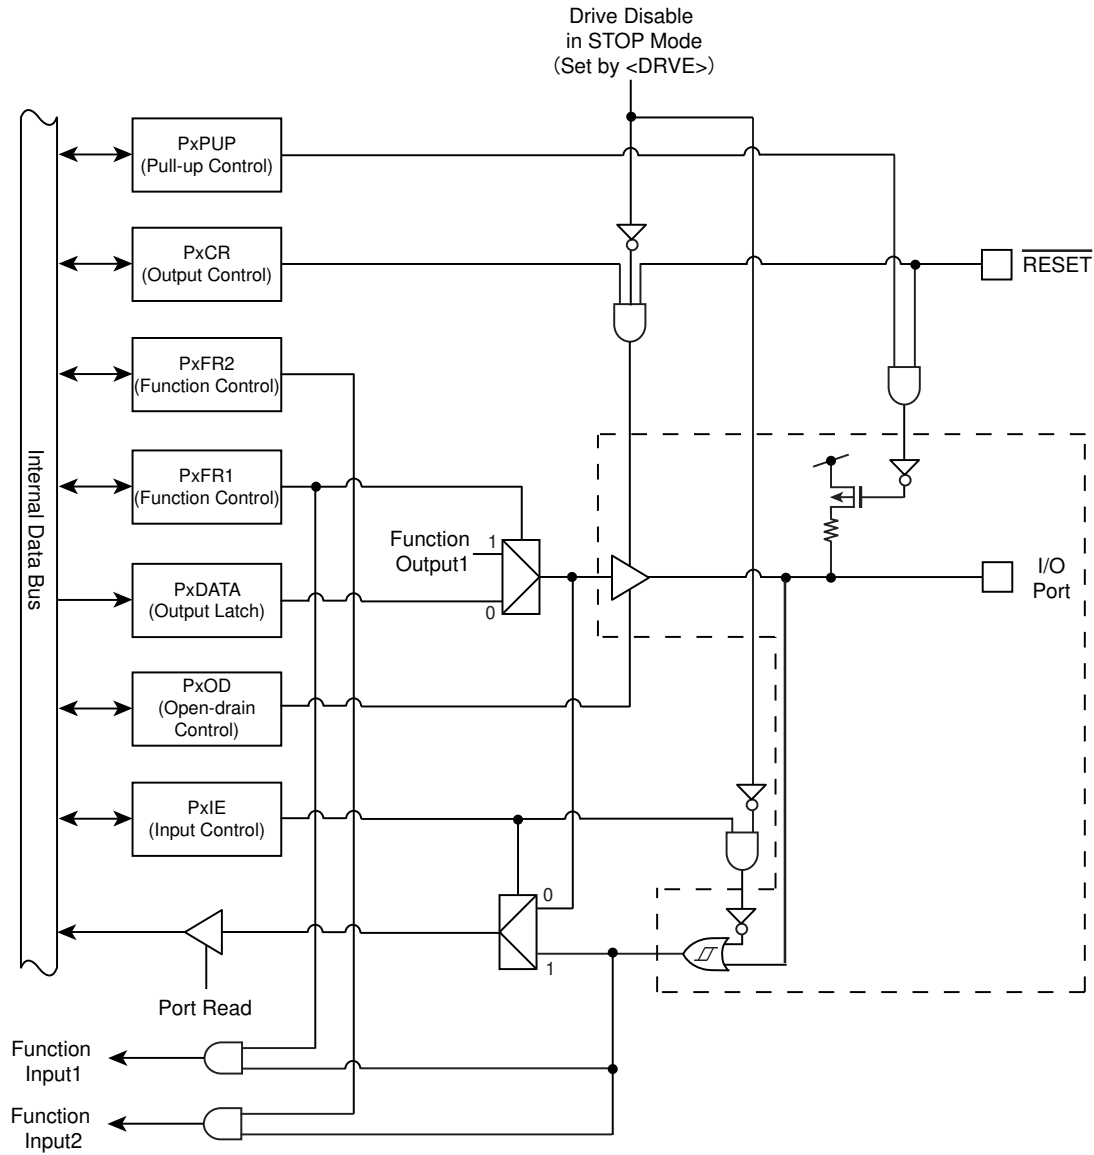 Drive Disable
in STOP Mode
(Set by <DRVE>)
PxPUP
(Pull-up Control)
PxCR
(Output Control)
RESET
PxFR2
(Function Control)
Internal Data Bus
PxFR1
(Function Control)
Function
Output1
1
0
PxDATA
(Output Latch)
I/O
Port
PxOD
(Open-drain
Control)
PxIE
(Input Control)
0
1
Port Read
Function
Input1
Function
Input2